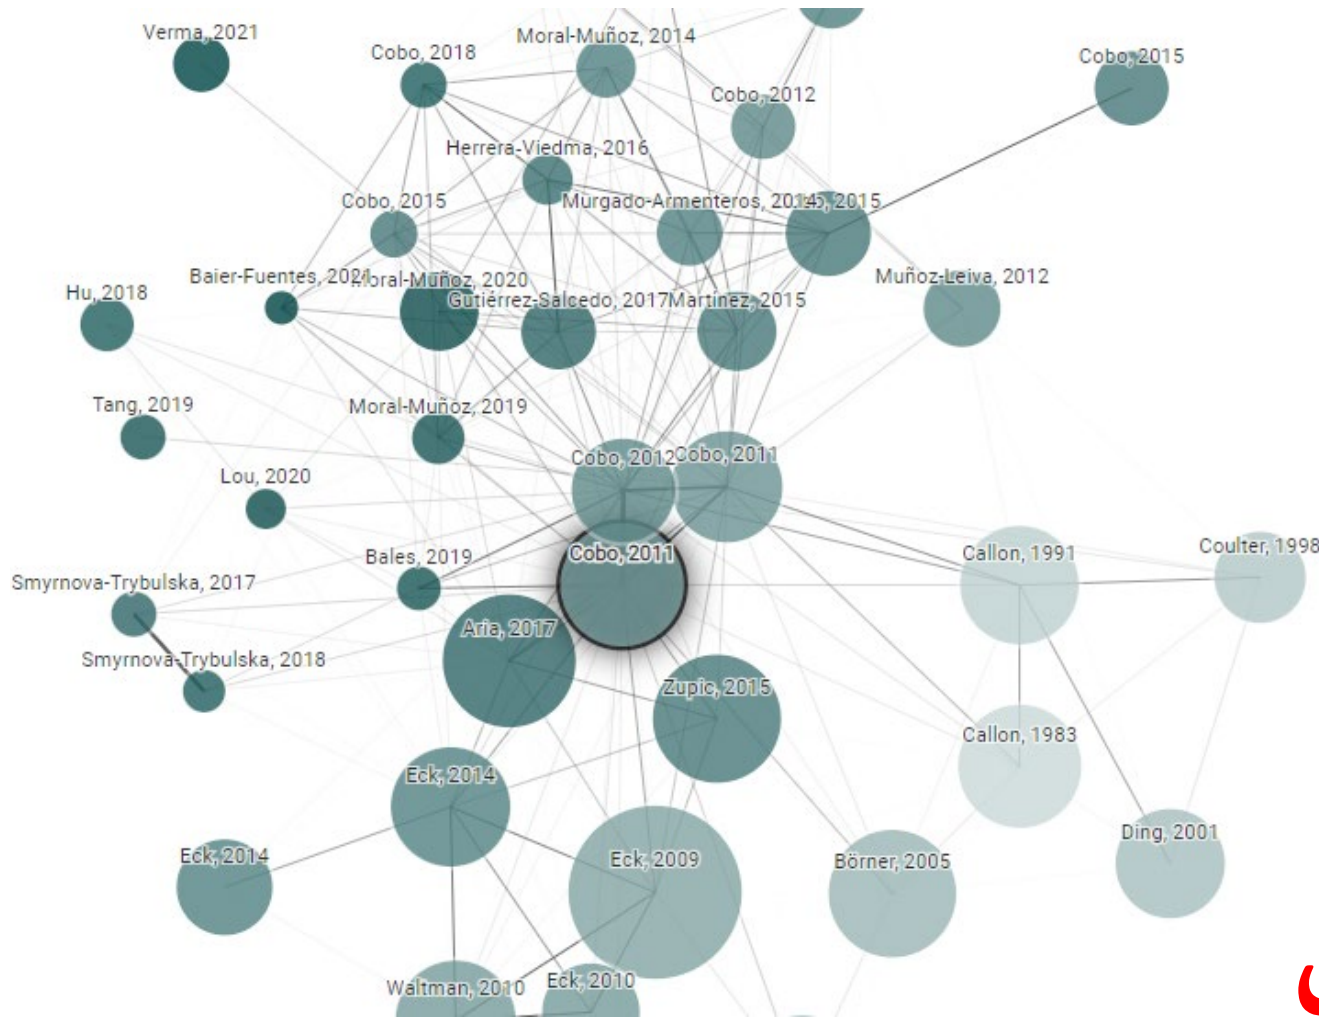 Verma, 2021
Cobo, 2018
Moral-Muñoz, 2014
Cobo, 2015
Cobo, 2012
Herrera-Viedma, 2016
Cobo, 2015
Murgado-Armenteros, 2014
2015
Baier-Fuentes, 2021
Moral-Muñoz, 2020
Muñoz-Leiva, 2012
Hu, 2018
Gutiérrez-Salcedo, 2017
Martínez, 2015
Tang, 2019
Moral-Muñoz, 2019
Cobo, 2012
Cobo, 2011
Lou, 2020
Bales, 2019
Cobo, 2011
Callon, 1991
Coulter, 1998
Smyrnova-Trybulska, 2017
Aria, 2017
Smyrnova-Trybulska, 2018
Zupic, 2015
Callon, 1983
Eck, 2014
Ding, 2001
Eck, 2014
Eck, 2009
Börner, 2005
Waltman, 2010
Eck, 2010